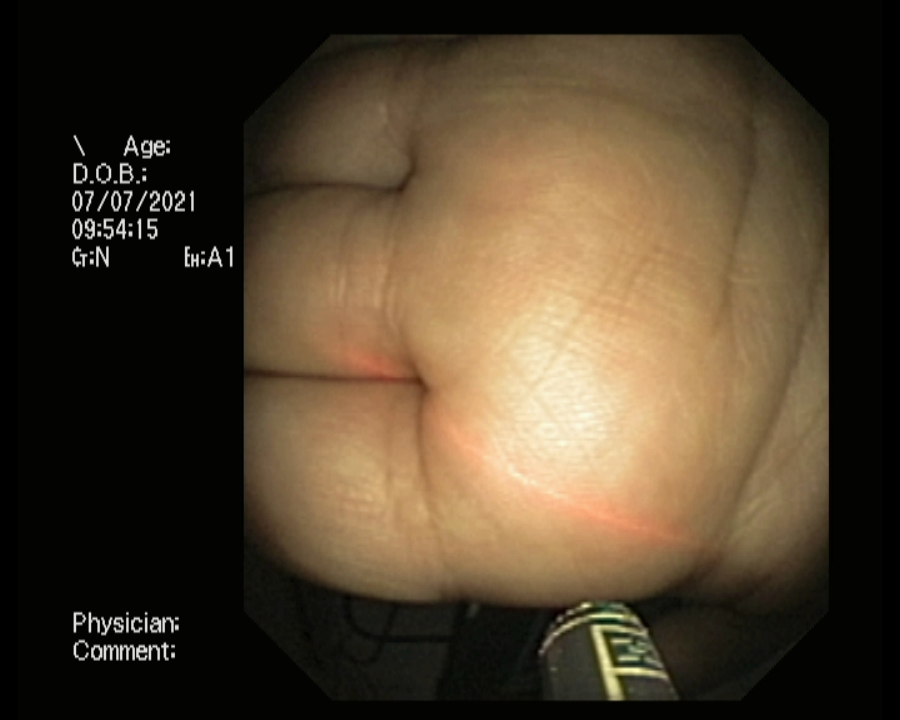 \ Age:
D.O.B.:
07/07/2021
09:54:15
Cr:N EH:A1
Physician:
Comment: